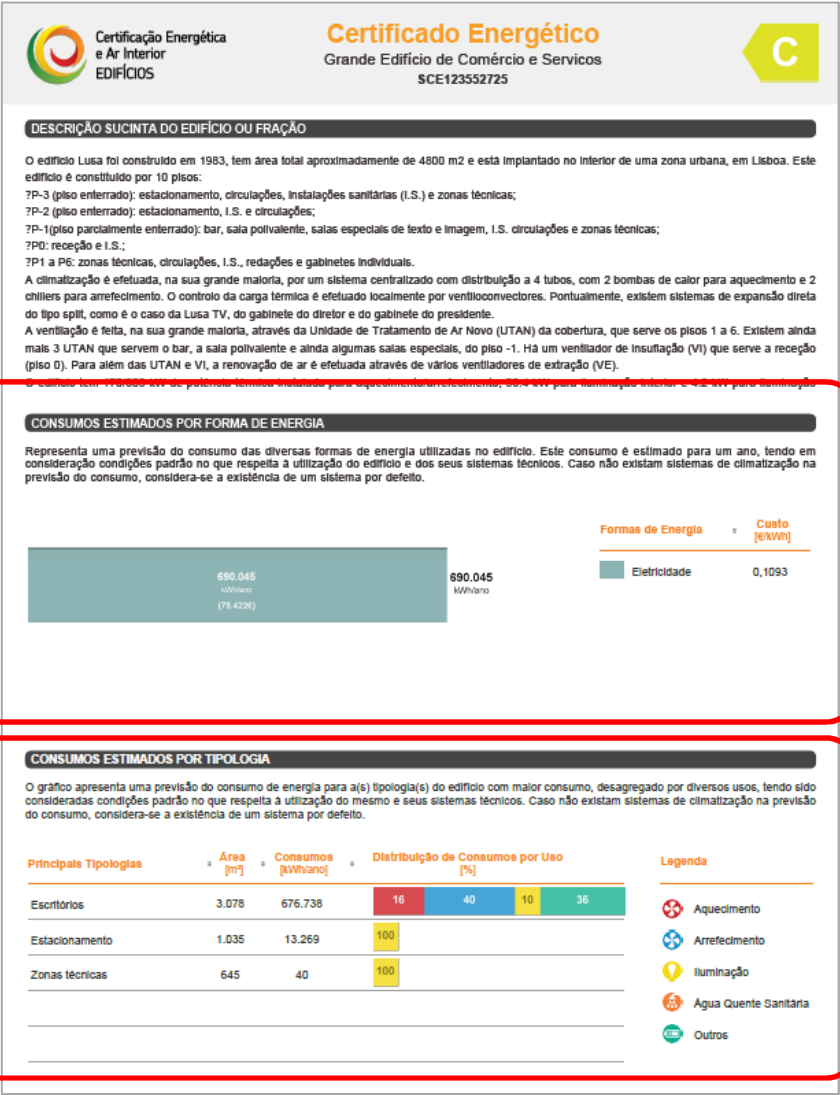 Certificação Energética
e Ar Interior
EDIFÍCIOS
Certificado Energético
Grande Edifício de Comércio e Servicos
SCE123552725
C
DESCRIÇÃO SUCINTA DO EDIFÍCIO OU FRAÇÃO
O edifício Lusa foi construído em 1983, tem área total aproximadamente de 4800 m2 e está implantado no interior de uma zona urbana, em Lisboa. Este
edifício é constituído por 10 pisos:
?P-3 (piso enterrado): estacionamento, circulações, instalações sanitárias (I.S.) e zonas técnicas;
?P-2 (piso enterrado): estacionamento, I.S. e circulações;
?P-1(piso parcialmente enterrado): bar, sala polivalente, salas especiais de texto e imagem, I.S. circulações e zonas técnicas;
?P0: receção e I.S.;
?P1 a P6: zonas técnicas, circulações, I.S., redações e gabinetes individuais.
A climatização é efetuada, na sua grande maioria, por um sistema centralizado com distribuição a 4 tubos, com 2 bombas de calor para aquecimento e 2
chillers para arrefecimento. O controlo da carga térmica é efetuado localmente por ventiloconvectores. Pontualmente, existem sistemas de expansão direta
do tipo split, como é o caso da Lusa TV, do gabinete do diretor e do gabinete do presidente.
A ventilação é feita, na sua grande maioria, através da Unidade de Tratamento de Ar Novo (UTAN) da cobertura, que serve os pisos 1 a 6. Existem ainda
mais 3 UTAN que servem o bar, a sala polivalente e ainda algumas salas especiais, do piso -1. Há um ventilador de insuflação (VI) que serve a receção
(piso 0). Para além das UTAN e VI, a renovação de ar é efetuada através de vários ventiladores de extração (VE).
O edifício tem kW de potência térmica instalada para aquecimento/arrefecimento, kW para iluminação interior e kW para iluminação
CONSUMOS ESTIMADOS POR FORMA DE ENERGIA
Representa uma previsão do consumo das diversas formas de energia utilizadas no edifício. Este consumo é estimado para um ano, tendo em
consideração condições padrão no que respeita à utilização do edifício e dos seus sistemas técnicos. Caso não existam sistemas de climatização na
previsão do consumo, considera-se a existência de um sistema por defeito.
Formas de Energia Custo
[€/kWh]
Eletricidade 0,1093
690.045
kWh/ano
(75.422€)
690.045
kWh/ano
CONSUMOS ESTIMADOS POR TIPOLOGIA
O gráfico apresenta uma previsão do consumo de energia para a(s) tipologia(s) do edifício com maior consumo, desagregado por diversos usos, tendo sido
consideradas condições padrão no que respeita à utilização do mesmo e seus sistemas técnicos. Caso não existam sistemas de climatização na previsão
do consumo, considera-se a existência de um sistema por defeito.
Principais Tipologias Área [m²] Consumos [kWh/ano] Distribuição de Consumos por Uso [%]
Escritórios 3.078 676.738 16 40 10 36
Estacionamento 1.035 13.269 100
Zonas técnicas 645 40 100
Legenda
Aquecimento
Arrefecimento
Iluminação
Água Quente Sanitária
Outros